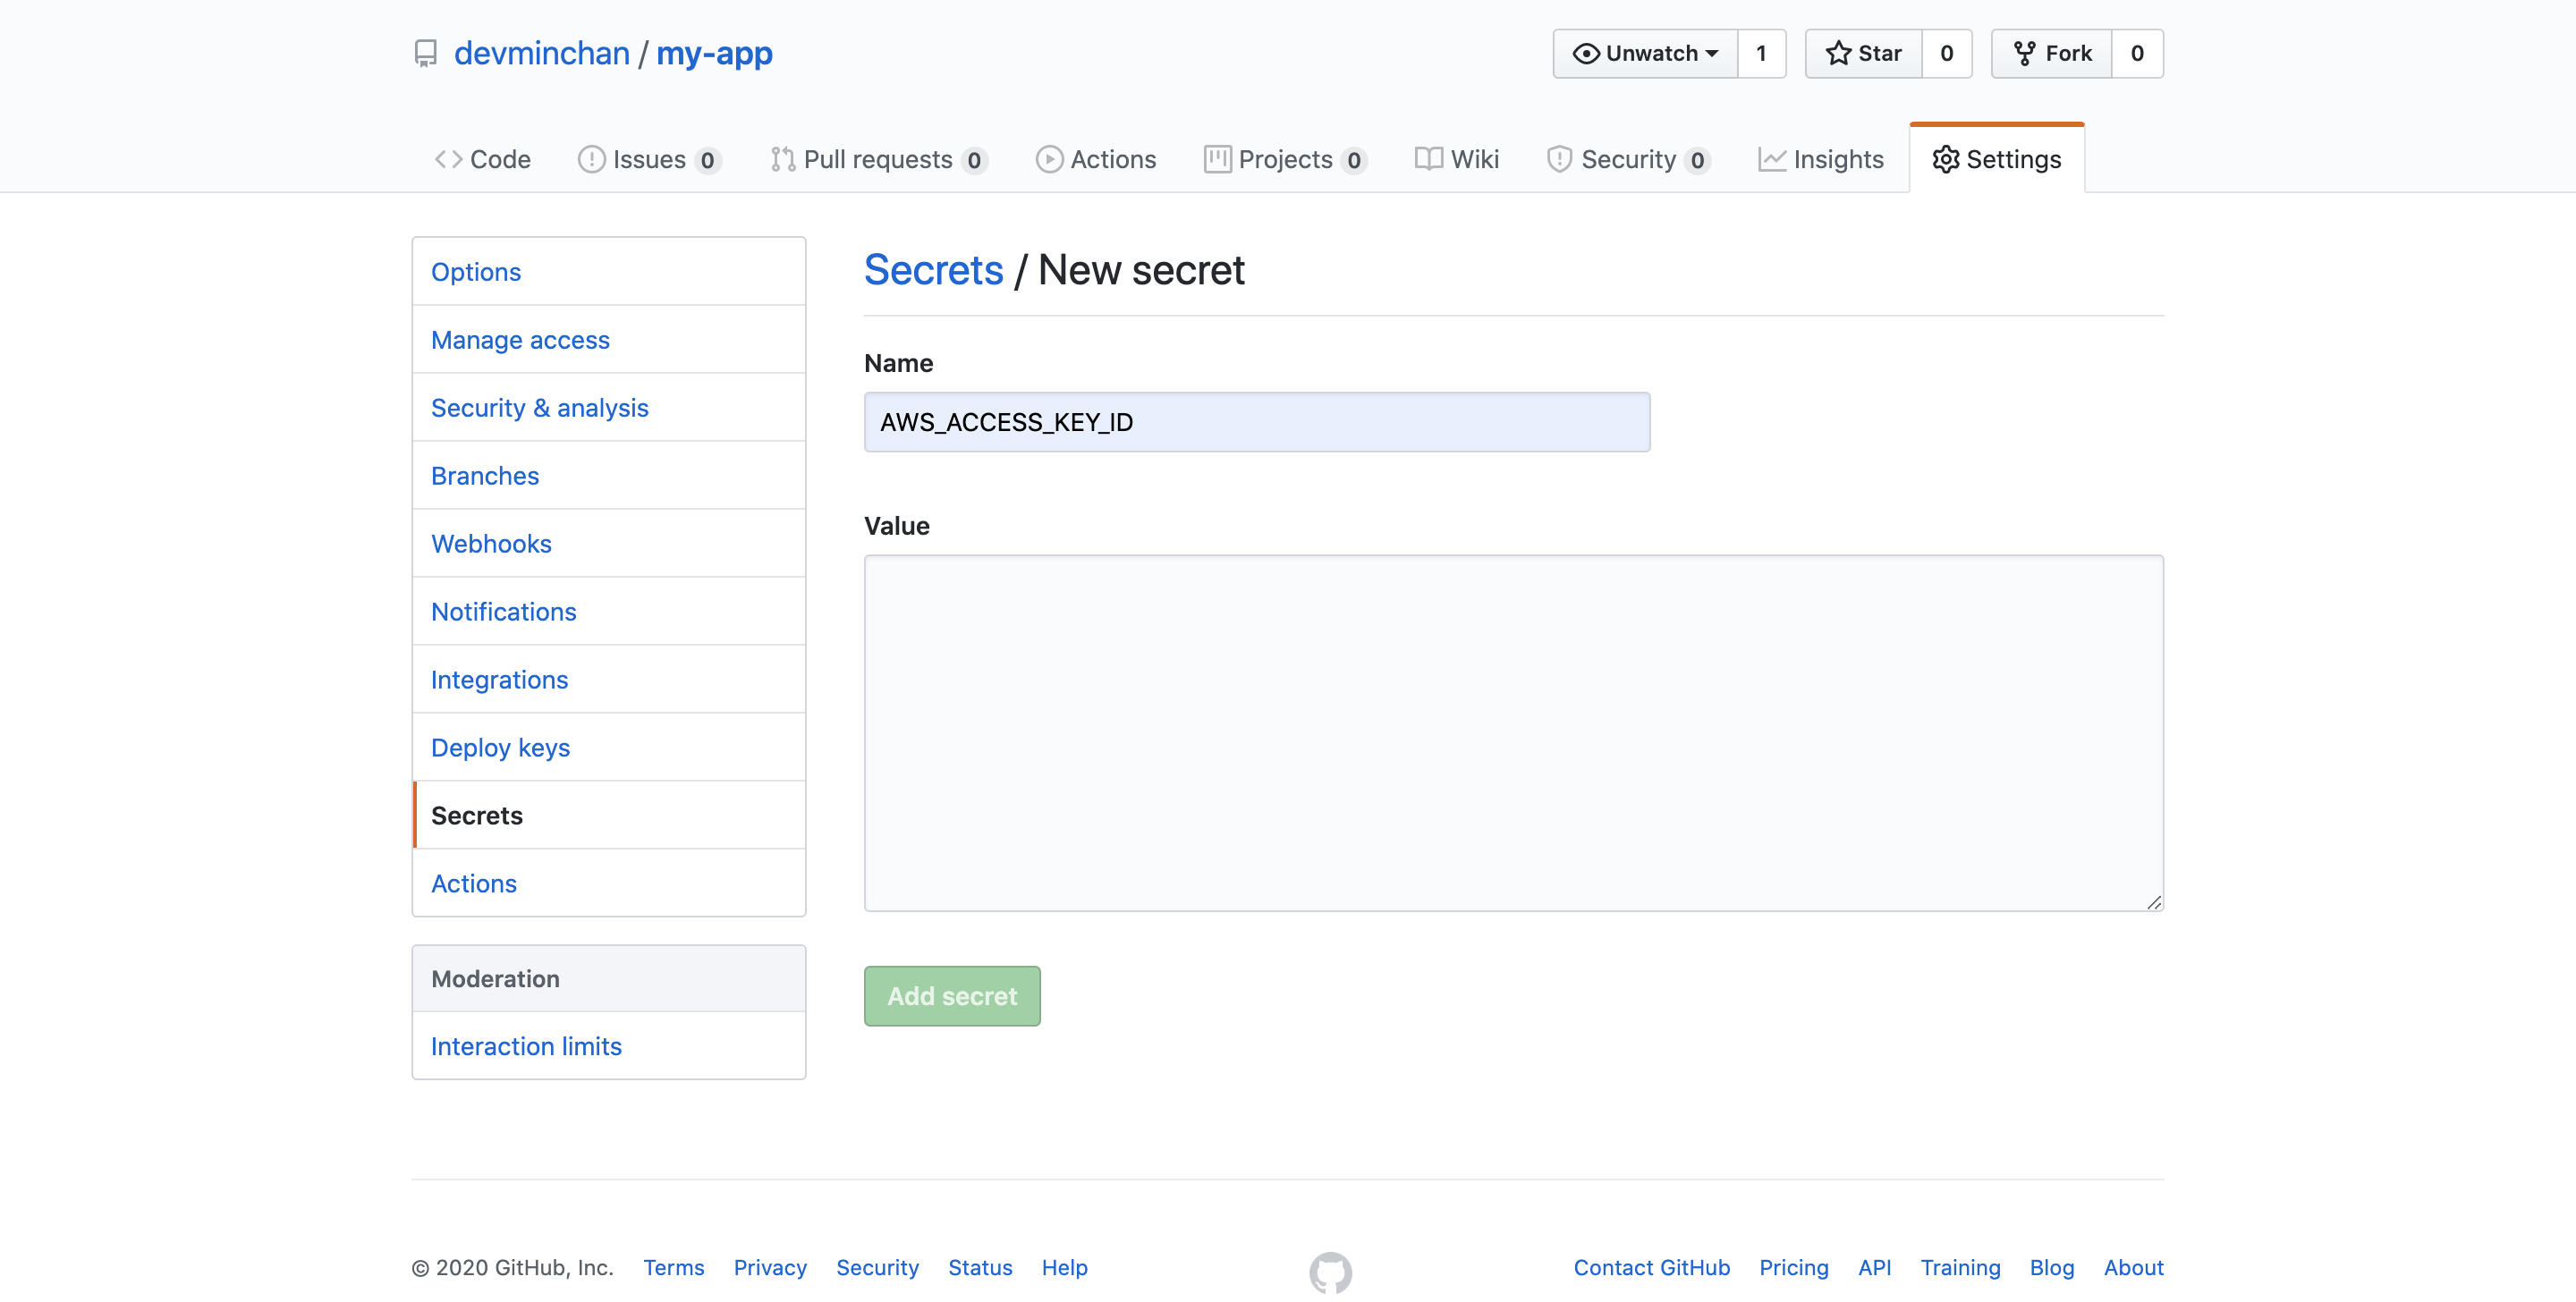 devminchan / my-app
Unwatch 1 Star 0 Fork 0
Code Issues 0 Pull requests 0 Actions Projects 0 Wiki Security 0 Insights Settings
Options
Manage access
Security & analysis
Branches
Webhooks
Notifications
Integrations
Deploy keys
Secrets
Actions
Moderation
Interaction limits
Secrets / New secret
Name
AWS_ACCESS_KEY_ID
Value
Add secret
© 2020 GitHub, Inc. Terms Privacy Security Status Help Contact GitHub Pricing API Training Blog About